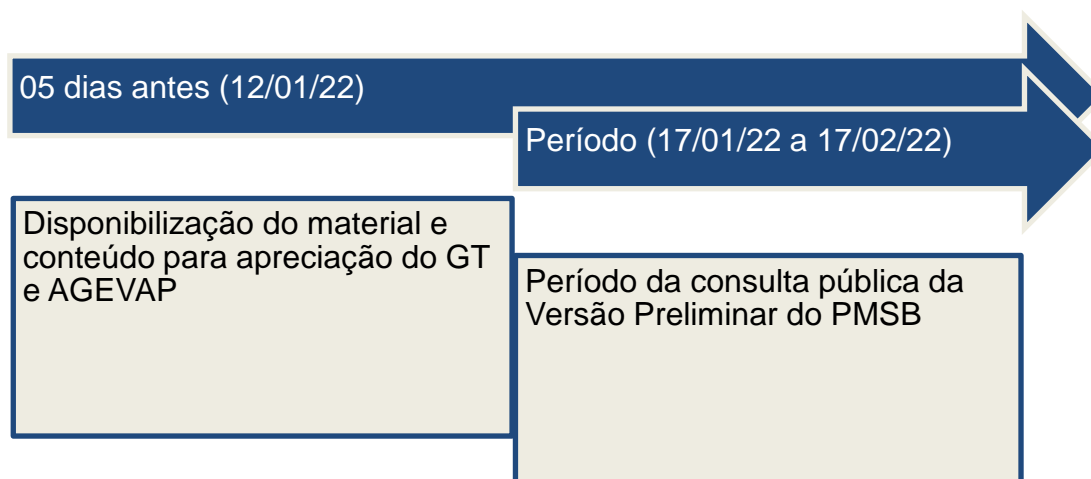 05 dias antes (12/01/22)
Período (17/01/22 a 17/02/22)
Disponibilização do material e
conteúdo para apreciação do GT
e AGEVAP
Período da consulta pública da
Versão Preliminar do PMSB